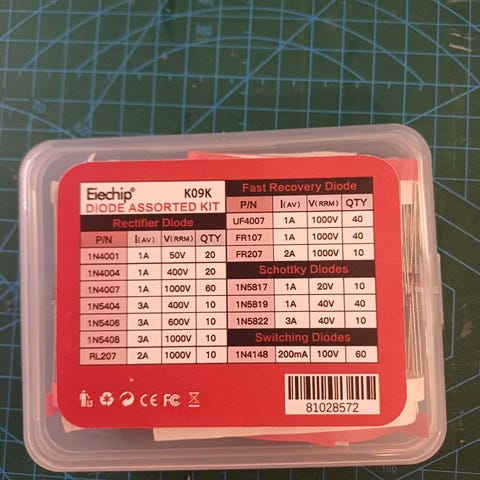 Eiechip® K09K
DIODE ASSORTED KIT
Rectifier Diode
P/N I(AV) V(RRM) QTY
1N4001 1A 50V 20
1N4004 1A 400V 20
1N4007 1A 1000V 60
1N5404 3A 400V 10
1N5406 3A 600V 10
1N5408 3A 1000V 10
RL207 2A 1000V 10
Fast Recovery Diode
P/N I(AV) V(RRM) QTY
UF4007 1A 1000V 40
FR107 1A 1000V 40
FR207 2A 1000V 10
Schottky Diodes
1N5817 1A 20V 10
1N5819 1A 40V 40
1N5822 3A 40V 10
Switching Diodes
1N4148 200mA 100V 60
CE FC
81028572